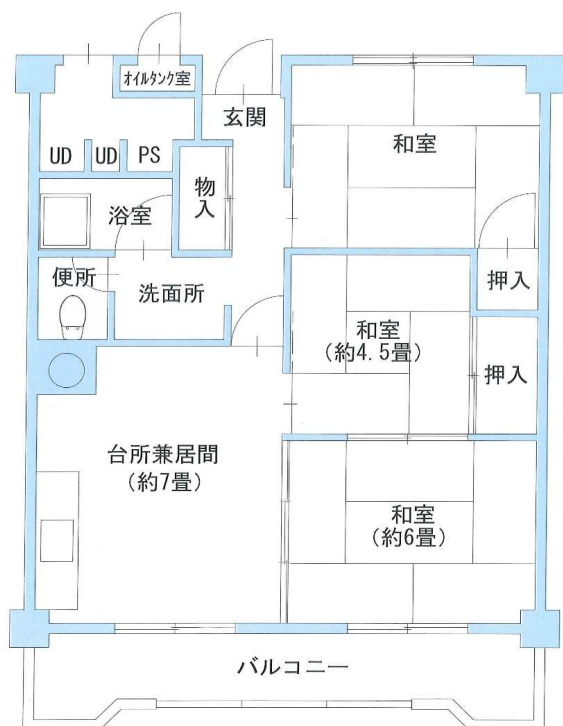 オイルタンク室
玄関
和室
UD
UD
PS
物入
浴室
便所
洗面所
押入
和室
(約4.5畳)
押入
台所兼居間
(約7畳)
和室
(約6畳)
バルコニー